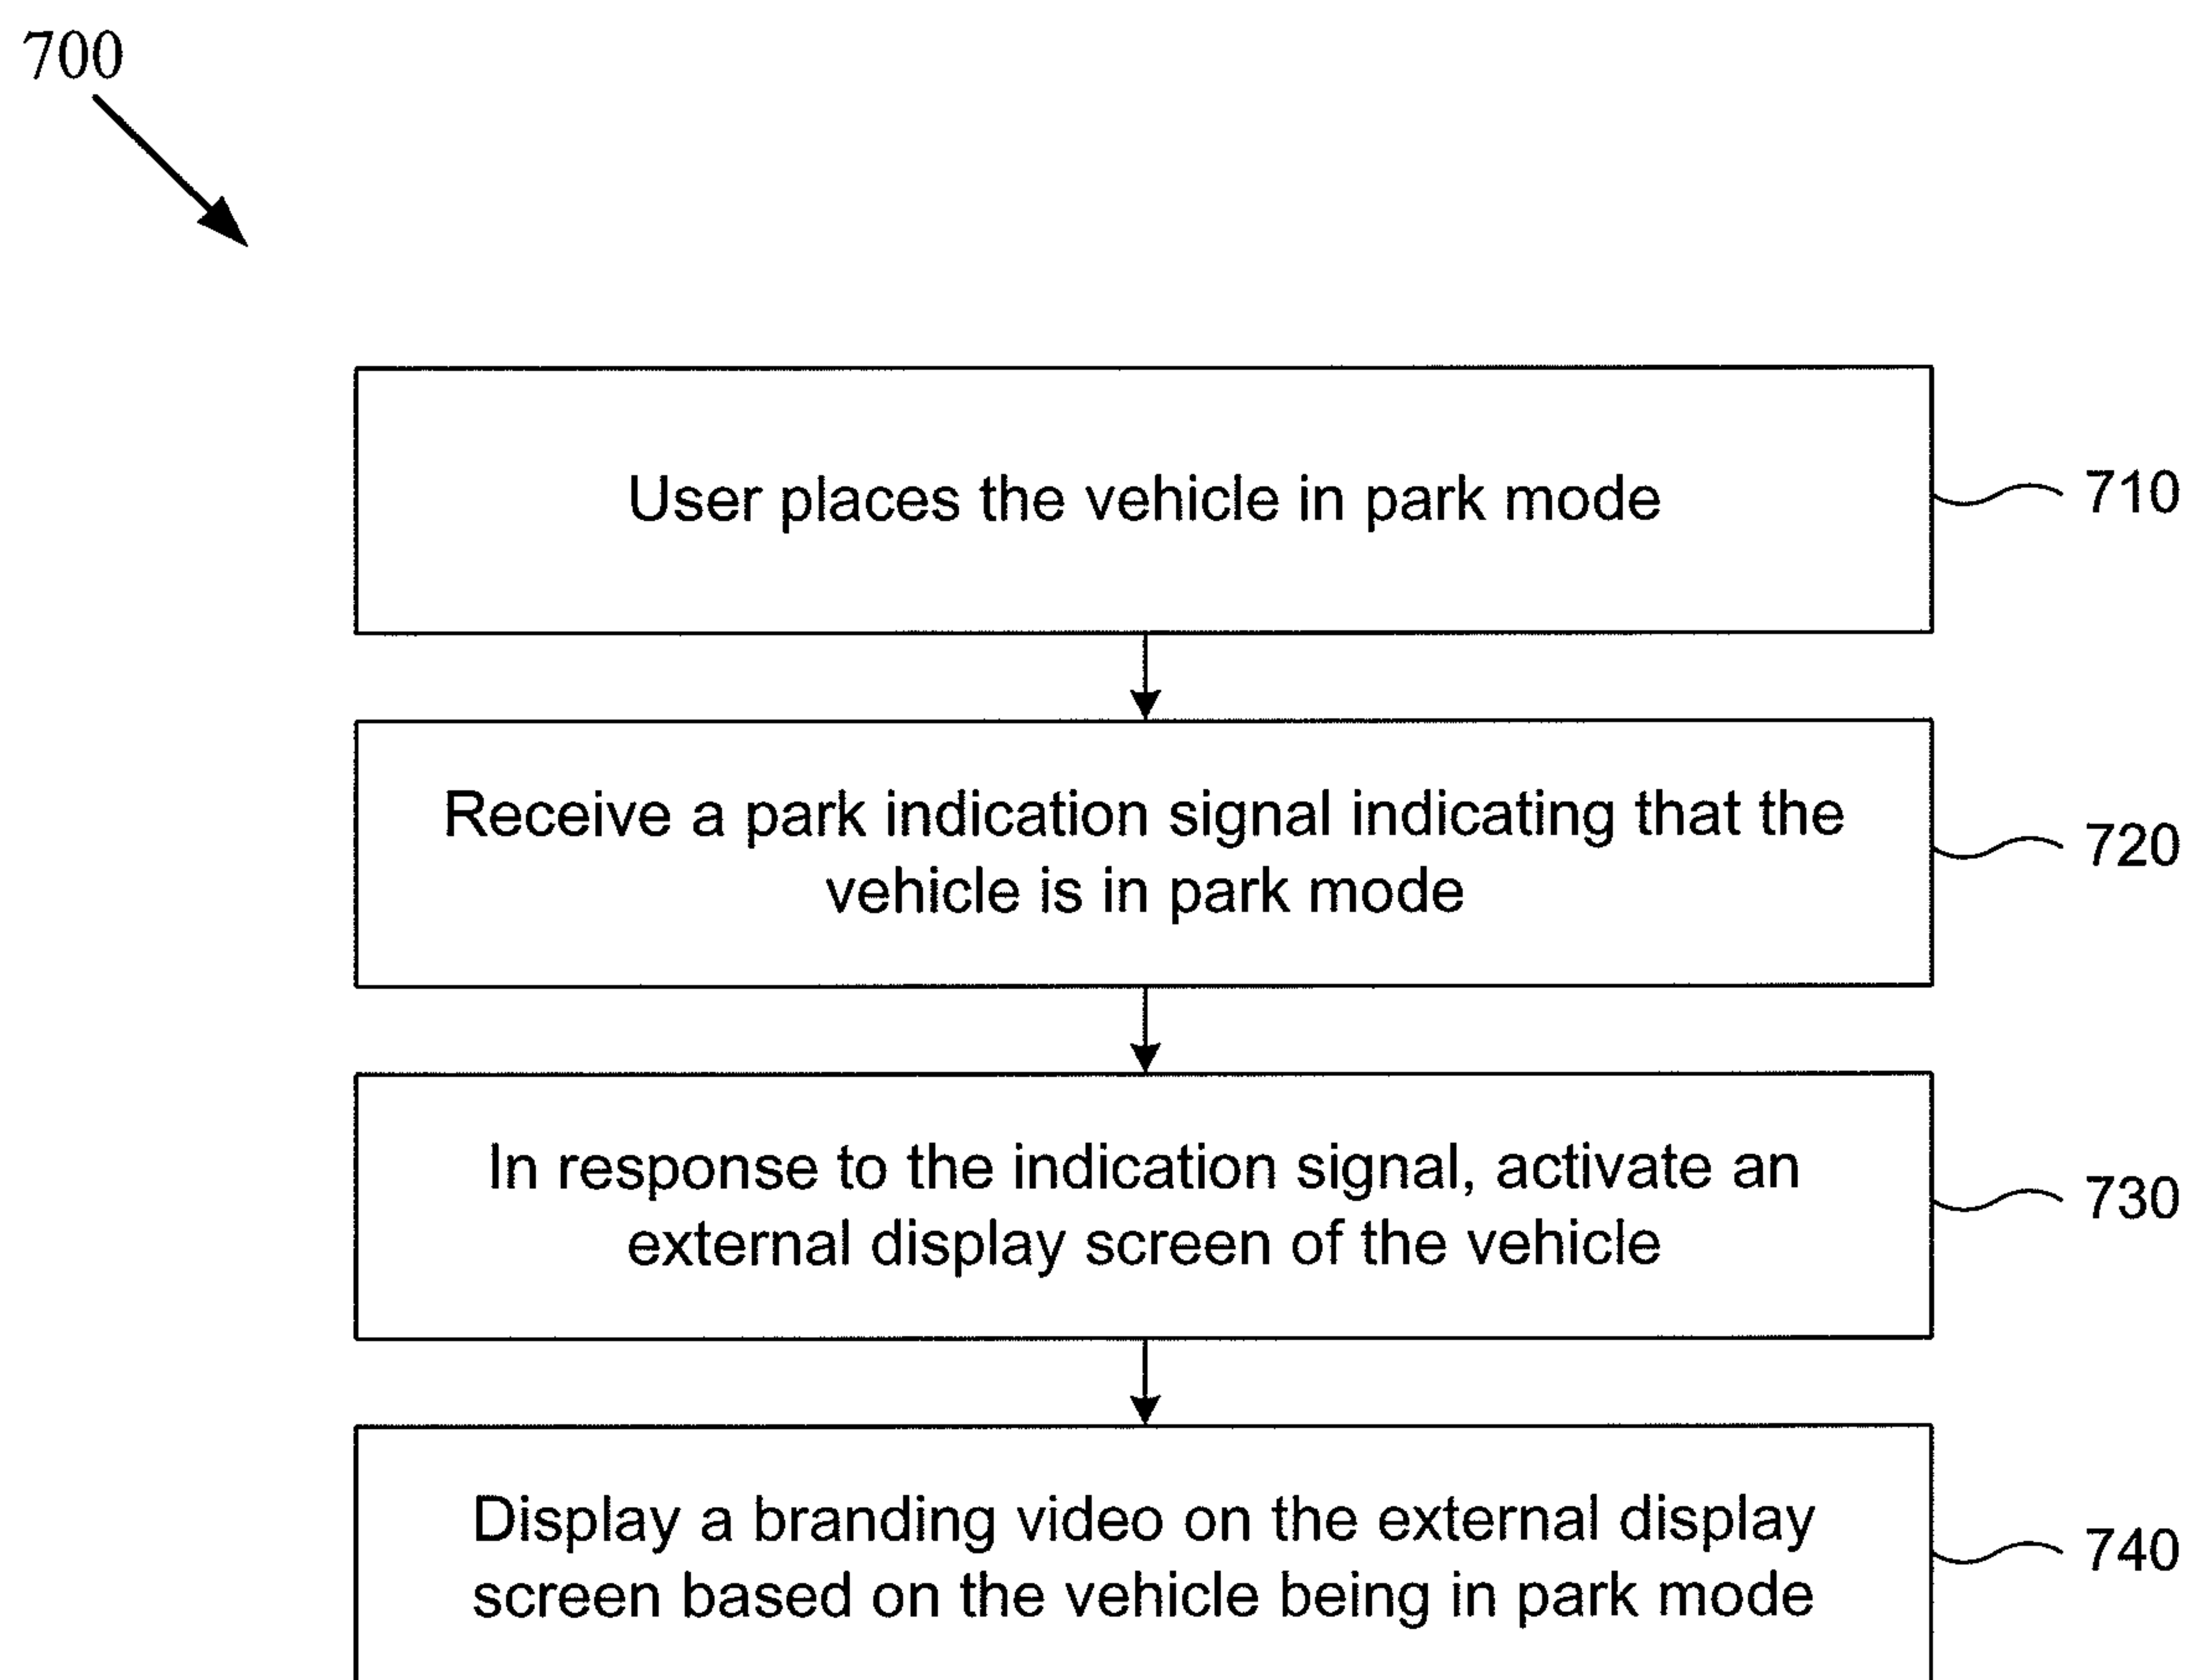 700
User places the vehicle in park mode
710
Receive a park indication signal indicating that the
vehicle is in park mode
720
In response to the indication signal, activate an
external display screen of the vehicle
730
Display a branding video on the external display
screen based on the vehicle being in park mode
740